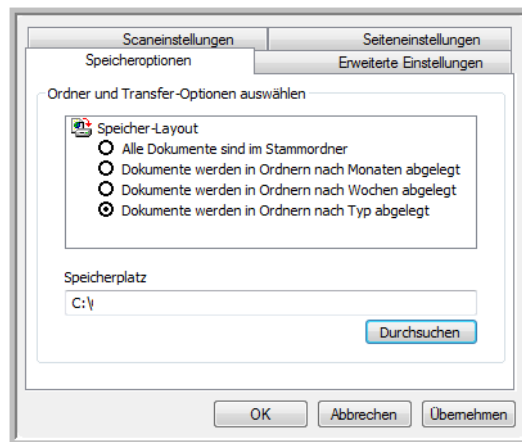 Scaneinstellungen
Seiteneinstellungen
Speicheroptionen
Erweiterte Einstellungen
Ordner und Transfer-Optionen auswählen
Speicher-Layout
Alle Dokumente sind im Stammordner
Dokumente werden in Ordnern nach Monaten abgelegt
Dokumente werden in Ordnern nach Wochen abgelegt
Dokumente werden in Ordnern nach Typ abgelegt
Speicherplatz
C:\
Durchsuchen
OK
Abbrechen
Übernehmen